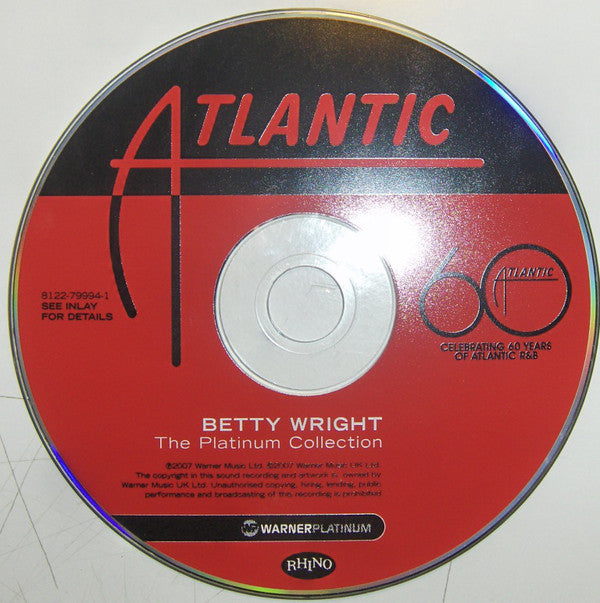 ATLANTIC
8122-79994-1
SEE INLAY
FOR DETAILS
60 ATLANTIC
CELEBRATING 60 YEARS
OF ATLANTIC R&B
BETTY WRIGHT
The Platinum Collection
℗2007 Warner Music Ltd. ©2007 Warner Music UK Ltd.
The copyright in this sound recording and artwork is owned by
Warner Music UK Ltd. Unauthorised copying, hiring, lending, public
performance and broadcasting of this recording is prohibited
WARNERPLATINUM
RHINO